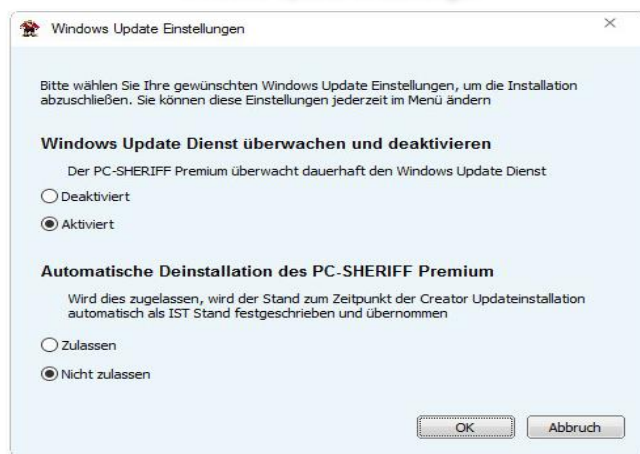 Windows Update Einstellungen
Bitte wählen Sie Ihre gewünschten Windows Update Einstellungen, um die Installation
abzuschließen. Sie können diese Einstellungen jederzeit im Menü ändern
Windows Update Dienst überwachen und deaktivieren
Der PC-SHERIFF Premium überwacht dauerhaft den Windows Update Dienst
Deaktiviert
Aktiviert
Automatische Deinstallation des PC-SHERIFF Premium
Wird dies zugelassen, wird der Stand zum Zeitpunkt der Creator Updateinstallation
automatisch als IST Stand festgeschrieben und übernommen
Zulassen
Nicht zulassen
OK Abbruch